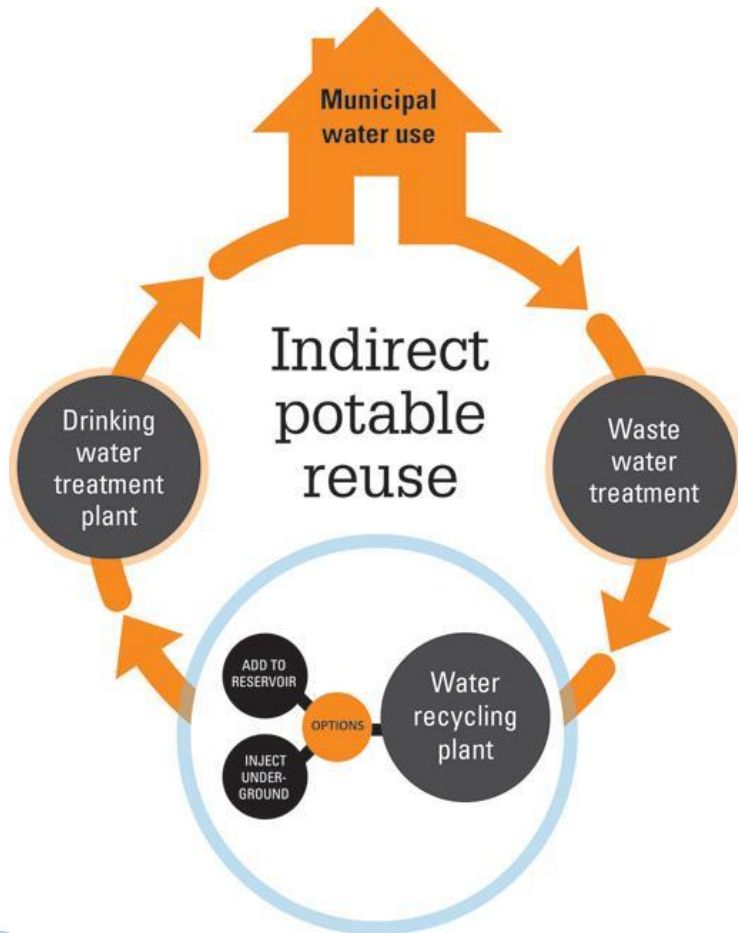 Municipal
water use
Indirect
potable
reuse
Drinking
water
treatment
plant
Waste
water
treatment
ADD TO
RESERVOIR
OPTIONS
INJECT
UNDER-
GROUND
Water
recycling
plant